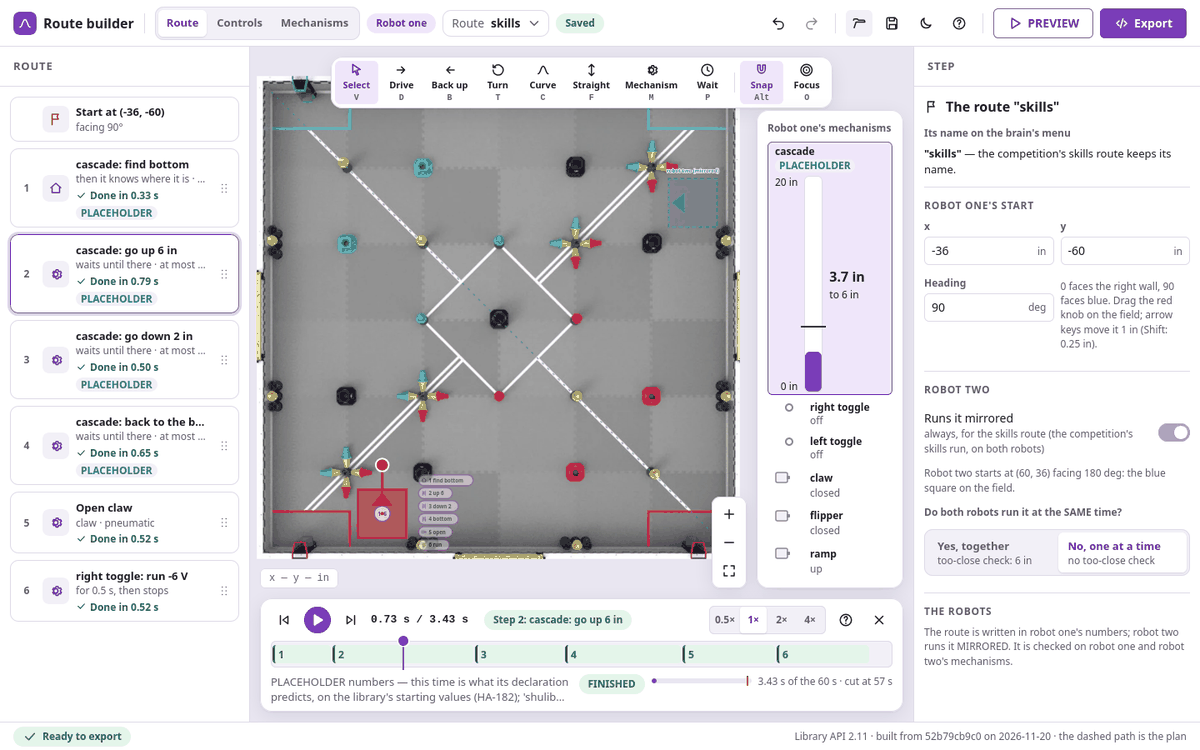 Route builder
Route
Controls
Mechanisms
Robot one
Route skills
Saved
PREVIEW
Export
ROUTE
Start at (-36, -60)
facing 90°
1
cascade: find bottom
then it knows where it is · ...
Done in 0.33 s
PLACEHOLDER
2
cascade: go up 6 in
waits until there · at most ...
Done in 0.79 s
PLACEHOLDER
3
cascade: go down 2 in
waits until there · at most ...
Done in 0.50 s
PLACEHOLDER
4
cascade: back to the b...
waits until there · at most ...
Done in 0.65 s
PLACEHOLDER
5
Open claw
claw · pneumatic
Done in 0.52 s
6
right toggle: run -6 V
for 0.5 s, then stops
Done in 0.52 s
Select
V
Drive
D
Back up
B
Turn
T
Curve
C
Straight
F
Mechanism
M
Wait
P
Snap
Alt
Focus
O
1 find bottom
2 up 6
3 down 2
4 bottom
5 open
6 run
x — y — in
Robot one's mechanisms
cascade
PLACEHOLDER
20 in
3.7 in
to 6 in
0 in
right toggle
off
left toggle
off
claw
closed
flipper
closed
ramp
up
0.73 s / 3.43 s
Step 2: cascade: go up 6 in
0.5×
1×
2×
4×
1
2
3
4
5
6
PLACEHOLDER numbers — this time is what its declaration
predicts, on the library's starting values (HA-182); 'shulib...
FINISHED
3.43 s of the 60 s · cut at 57 s
STEP
The route "skills"
Its name on the brain's menu
"skills" — the competition's skills route keeps its
name.
ROBOT ONE'S START
x
y
-36 in
-60 in
Heading
90 deg
0 faces the right wall, 90
faces blue. Drag the red
knob on the field; arrow
keys move it 1 in (Shift:
0.25 in).
ROBOT TWO
Runs it mirrored
always, for the skills route (the competition's
skills run, on both robots)
Robot two starts at (60, 36) facing 180 deg: the blue
square on the field.
Do both robots run it at the SAME time?
Yes, together
too-close check: 6 in
No, one at a time
no too-close check
THE ROBOTS
The route is written in robot one's numbers; robot two
runs it MIRRORED. It is checked on robot one and robot
two's mechanisms.
Ready to export
Library API 2.11 · built from 52b79cb9c0 on 2026-11-20 · the dashed path is the plan